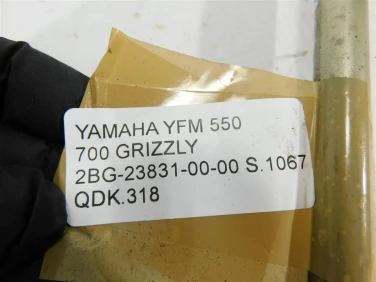 YAMAHA YFM 550
700 GRIZZLY
2BG-23831-00-00 S.1067
QDK.318